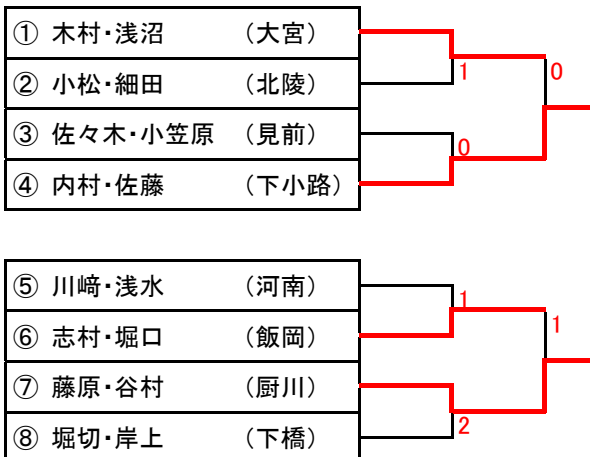 ① 木村・浅沼 （大宮）
② 小松・細田 （北陵）
1
0
③ 佐々木・小笠原 （見前）
0
④ 内村・佐藤 （下小路）
⑤ 川﨑・浅水 （河南）
1
⑥ 志村・堀口 （飯岡）
1
⑦ 藤原・谷村 （厨川）
⑧ 堀切・岸上 （下橋）
2